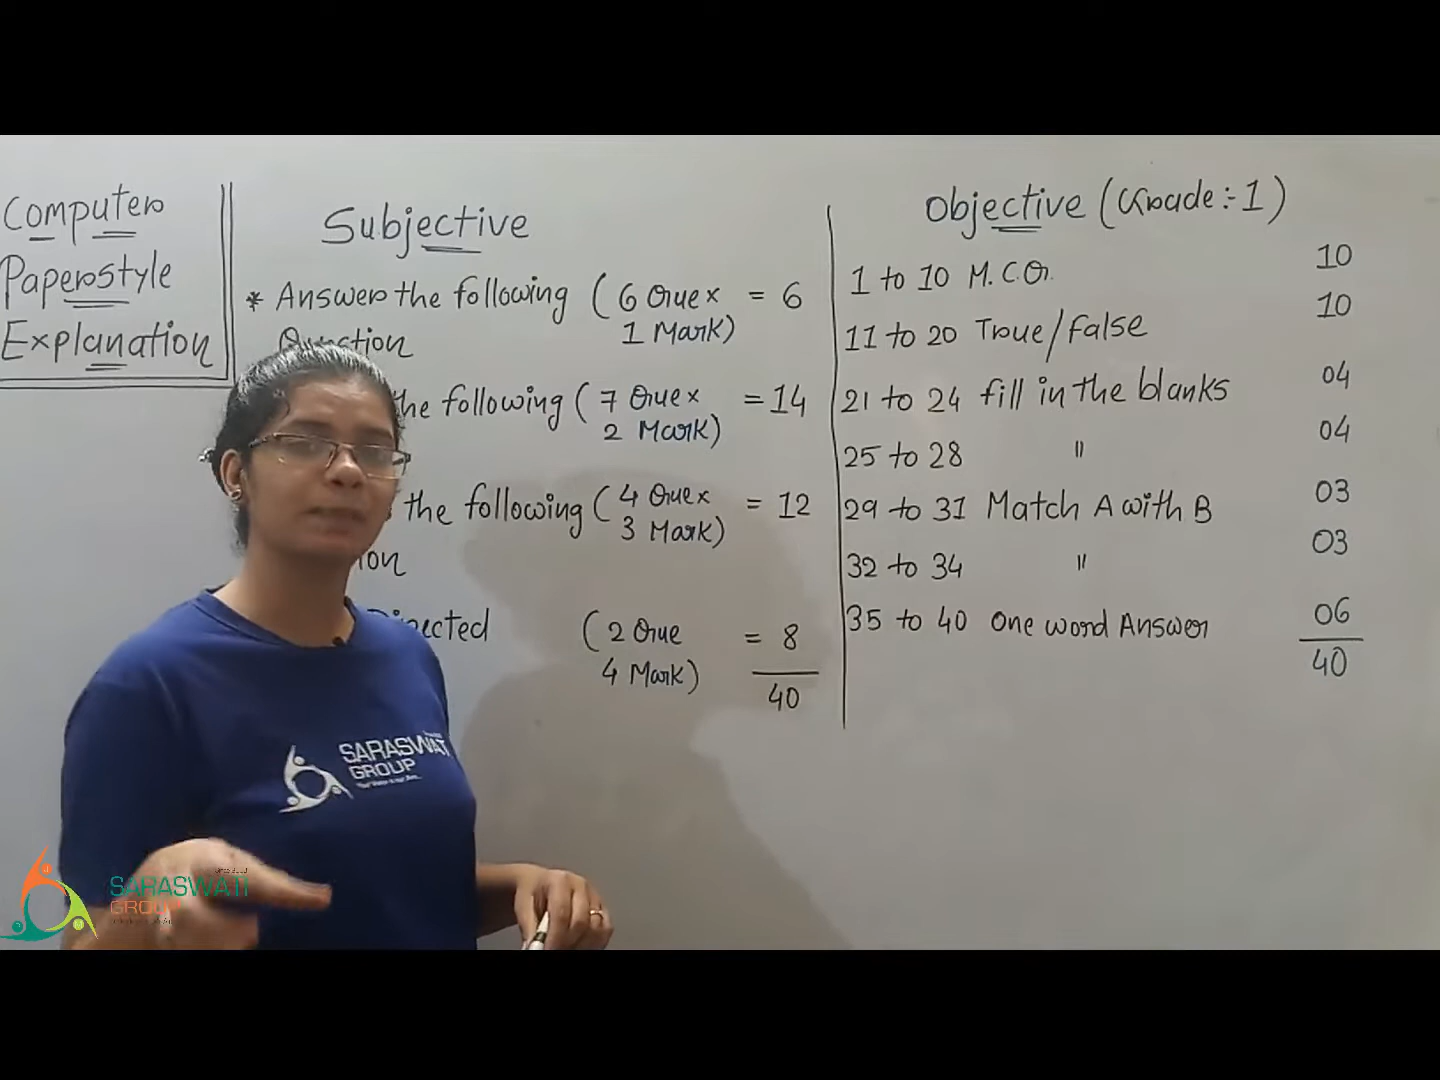 Computer
Paperstyle
Explanation
Subjective
* Answer the following (6 Que x = 6
Question 1 Mark)
the following (7 Que x = 14
2 Mark)
the following (4 Que x = 12
3 Mark)
(2 Que = 8
4 Mark)
40
Objective (Grade :- 1)
1 to 10 M.C.Q. 10
11 to 20 True/false 10
21 to 24 fill in the blanks 04
25 to 28 " 04
29 to 31 Match A with B 03
32 to 34 " 03
35 to 40 One word Answer 06
40
SARASWAT
GROUP
SARASWATI
GROUP